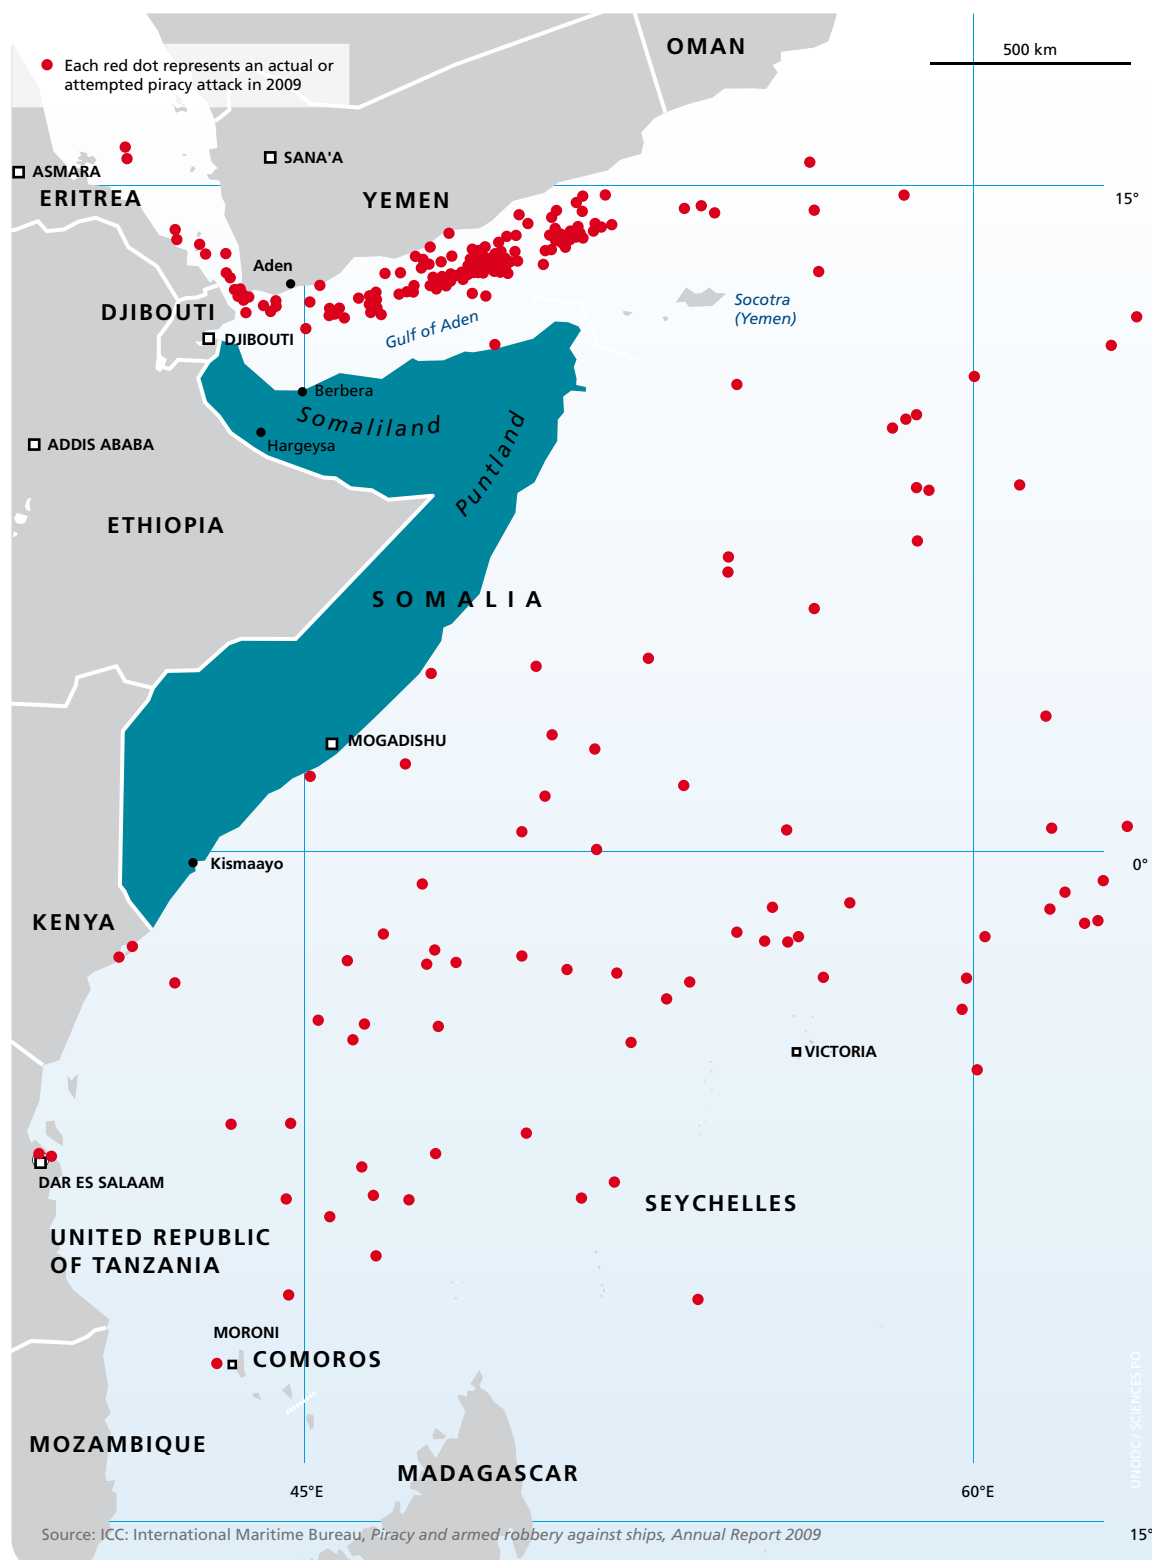 OMAN
500 km
Each red dot represents an actual or
attempted piracy attack in 2009
SANA'A
ASMARA
ERITREA
YEMEN
15°
Aden
Socotra
(Yemen)
DJIBOUTI
Gulf of Aden
DJIBOUTI
Berbera
Somaliland
Puntland
ADDIS ABABA
Hargeysa
ETHIOPIA
SOMALIA
MOGADISHU
Kismaayo
0°
KENYA
VICTORIA
DAR ES SALAAM
SEYCHELLES
UNITED REPUBLIC
OF TANZANIA
MORONI
COMOROS
UNODC / SCIENCES PO
MOZAMBIQUE
MADAGASCAR
45°E
60°E
Source: ICC: International Maritime Bureau, Piracy and armed robbery against ships, Annual Report 2009
15°